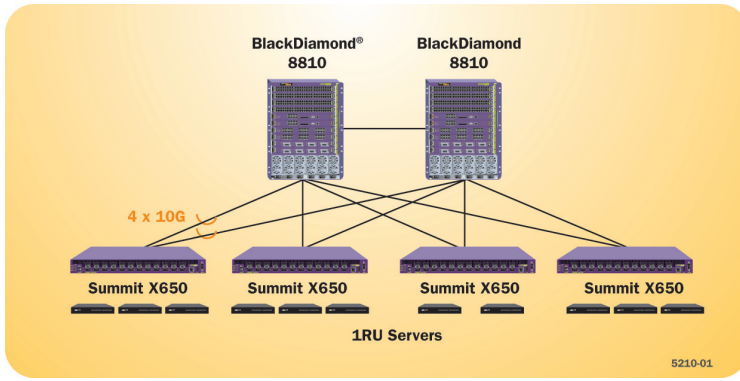 BlackDiamond® BlackDiamond
8810 8810
4 x 10G
Summit X650 Summit X650 Summit X650 Summit X650
1RU Servers
5210-01